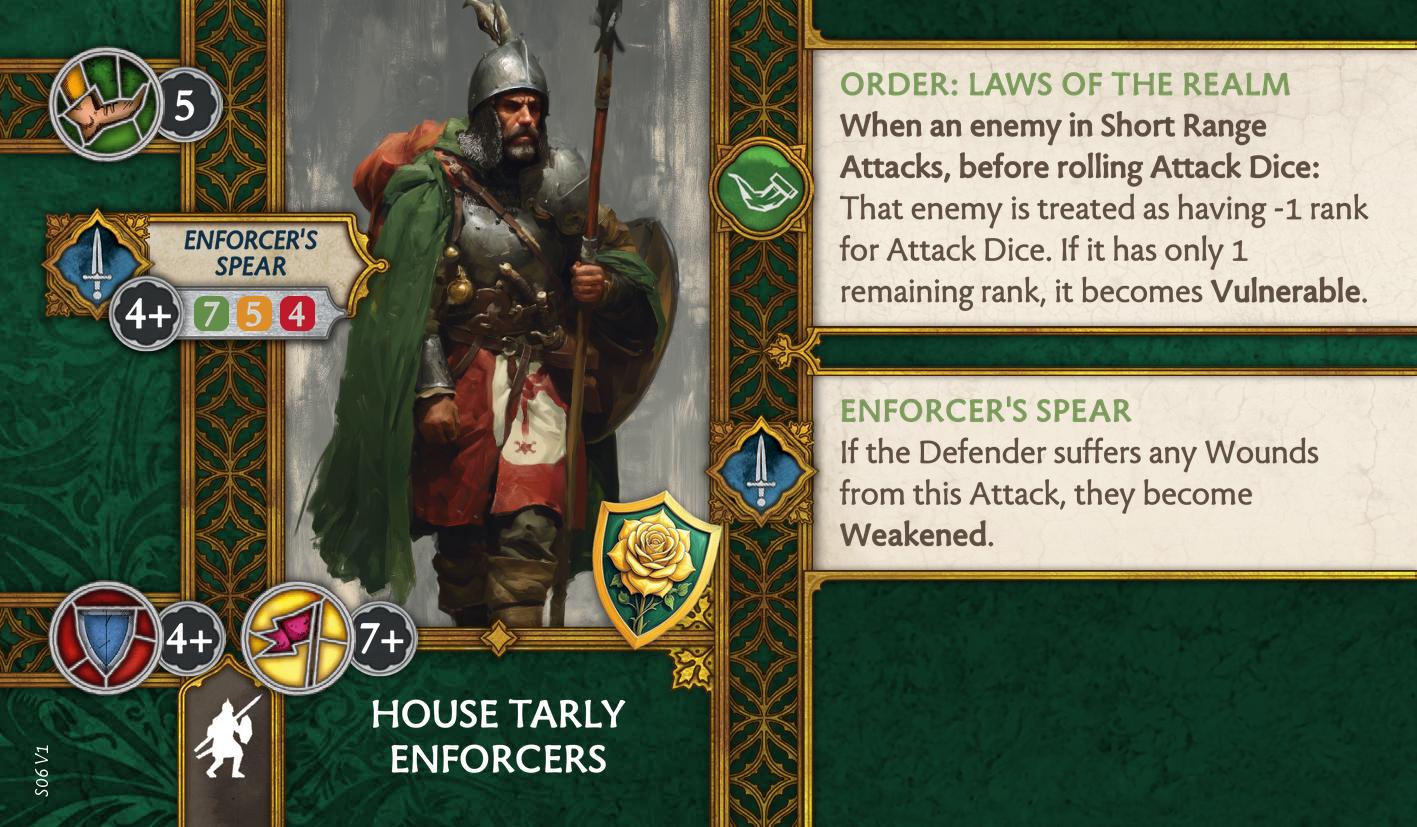 5
ENFORCER'S
SPEAR
4+ 7 5 4
4+ 7+
HOUSE TARLY
ENFORCERS
S06 V1
ORDER: LAWS OF THE REALM
When an enemy in Short Range
Attacks, before rolling Attack Dice:
That enemy is treated as having -1 rank
for Attack Dice. If it has only 1
remaining rank, it becomes Vulnerable.
ENFORCER'S SPEAR
If the Defender suffers any Wounds
from this Attack, they become
Weakened.